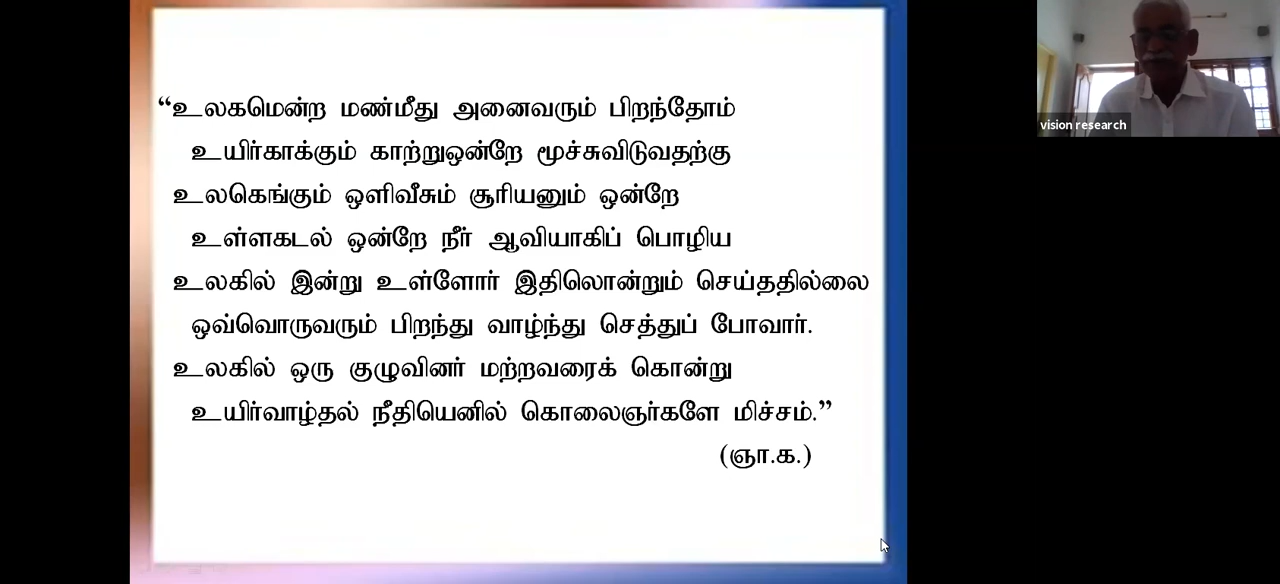 “உலகமென்ற மண்மீது அனைவரும் பிறந்தோம்
உயிர்காக்கும் காற்றுஒன்றே மூச்சுவிடுவதற்கு
உலகெங்கும் ஒளிவீசும் சூரியனும் ஒன்றே
உள்ளகடல் ஒன்றே நீர் ஆவியாகிப் பொழிய
உலகில் இன்று உள்ளோர் இதிலொன்றும் செய்ததில்லை
ஒவ்வொருவரும் பிறந்து வாழ்ந்து செத்துப் போவார்.
உலகில் ஒரு குழுவினர் மற்றவரைக் கொன்று
உயிர்வாழ்தல் நீதியெனில் கொலைஞர்களே மிச்சம்.”
(ஞா.க.)
vision research